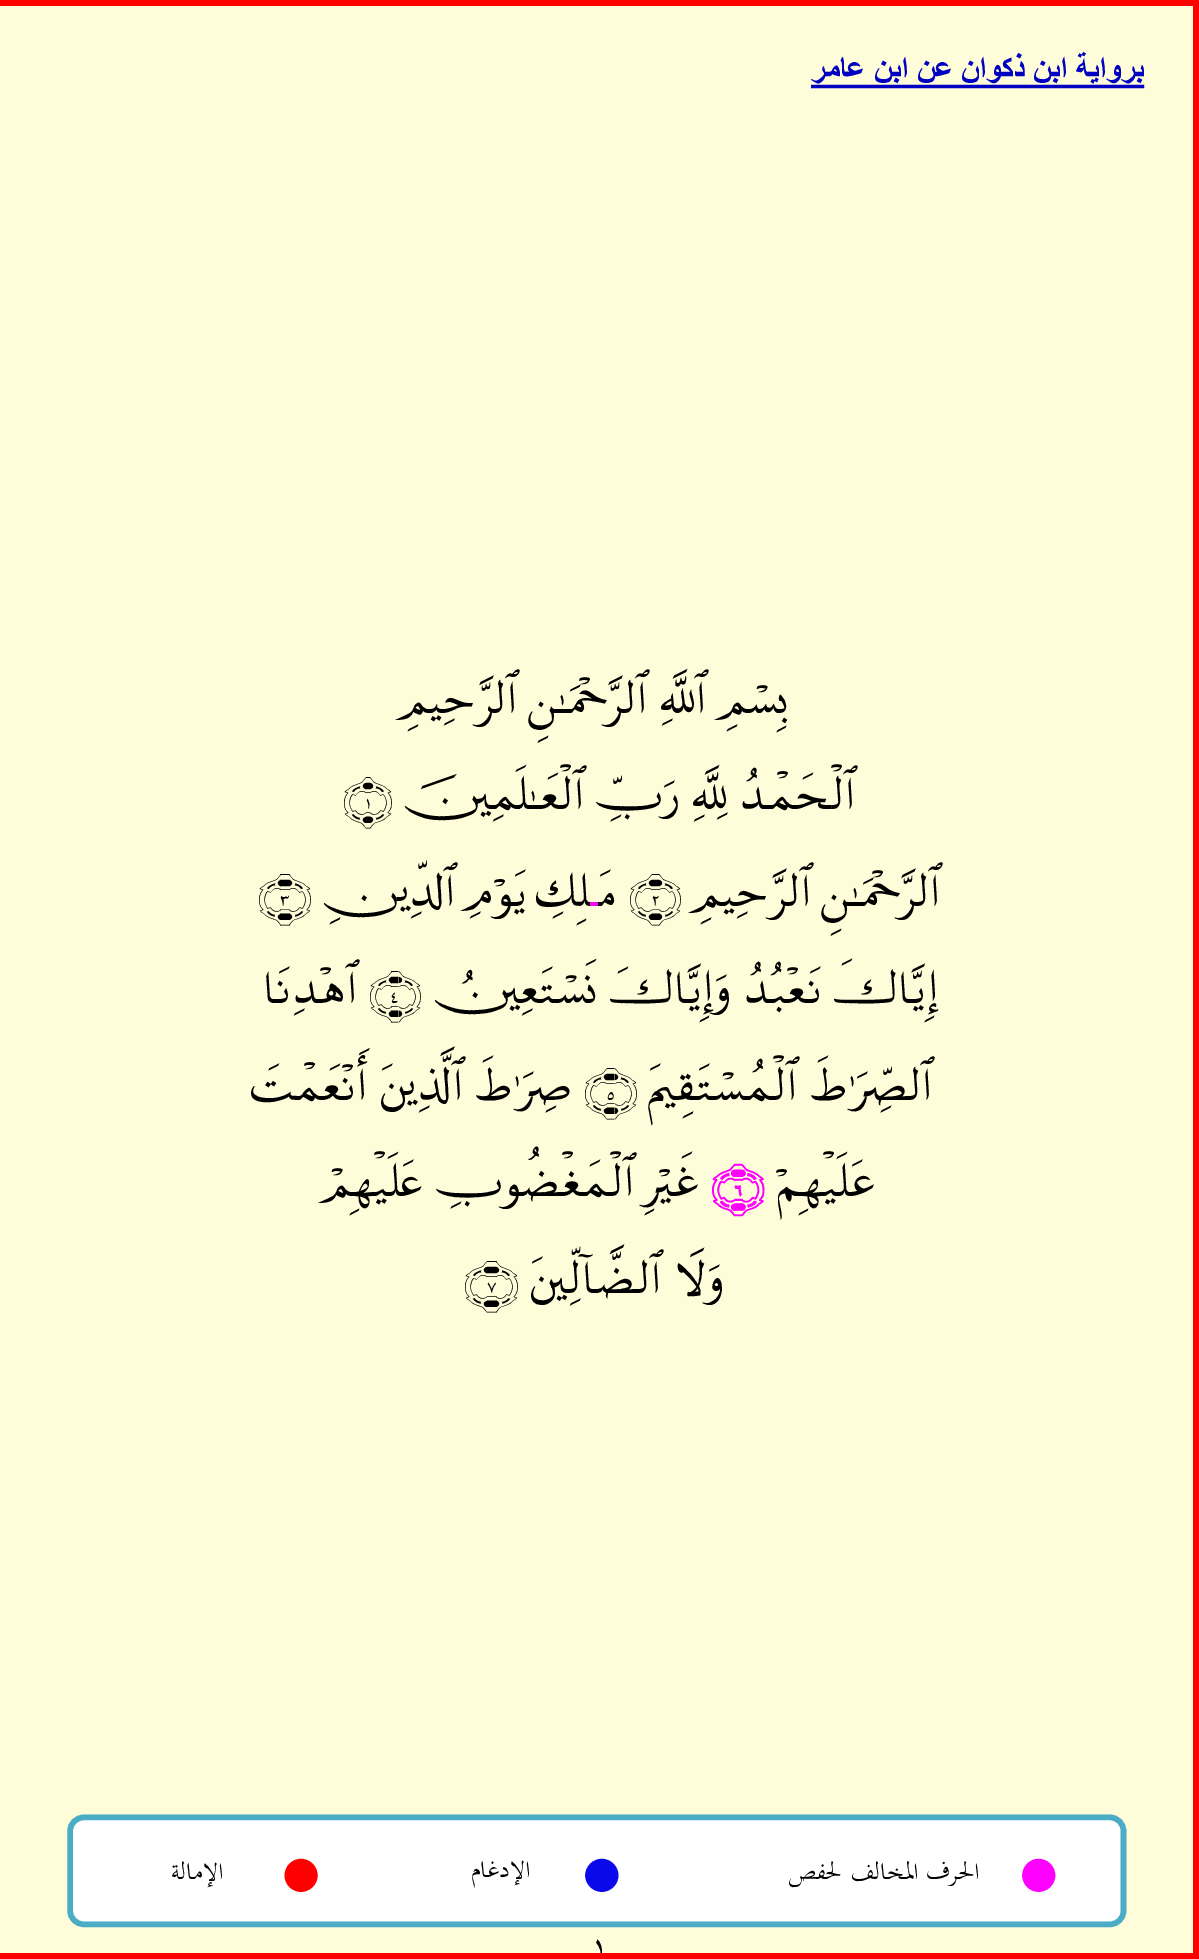 برواية ابن ذكوان عن ابن عامر
بِسْمِ ٱللَّهِ ٱلرَّحْمَـٰنِ ٱلرَّحِيمِ
ٱلْحَمْدُ لِلَّهِ رَبِّ ٱلْعَـٰلَمِينَ ١
ٱلرَّحْمَـٰنِ ٱلرَّحِيمِ ٢ مَـلِكِ يَوْمِ ٱلدِّينِ ٣
إِيَّاكَ نَعْبُدُ وَإِيَّاكَ نَسْتَعِينُ ٤ ٱهْدِنَا
ٱلصِّرَٰطَ ٱلْمُسْتَقِيمَ ٥ صِرَٰطَ ٱلَّذِينَ أَنْعَمْتَ
عَلَيْهِمْ ٦ غَيْرِ ٱلْمَغْضُوبِ عَلَيْهِمْ
وَلَا ٱلضَّآلِّينَ ٧
الحرف المخالف لحفص الإدغام الإمالة
١